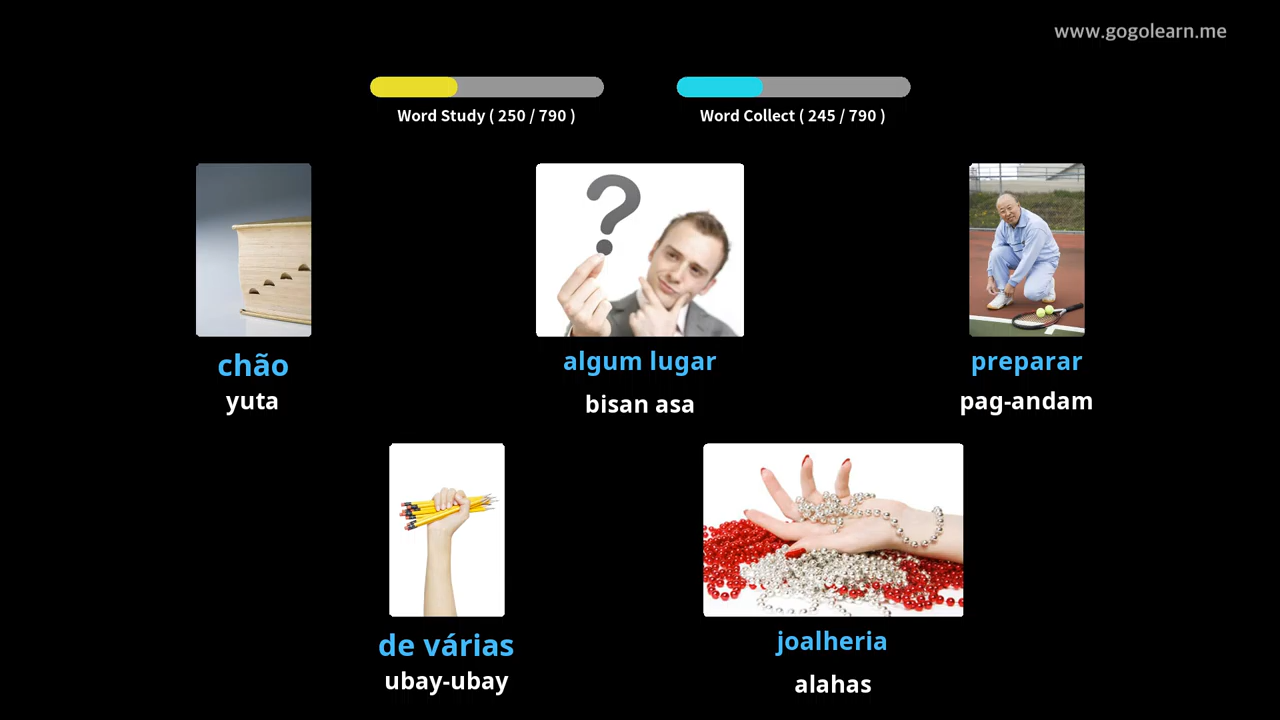 www.gogolearn.me
Word Study ( 250 / 790 )
Word Collect ( 245 / 790 )
chão
yuta
algum lugar
bisan asa
preparar
pag-andam
de várias
ubay-ubay
joalheria
alahas